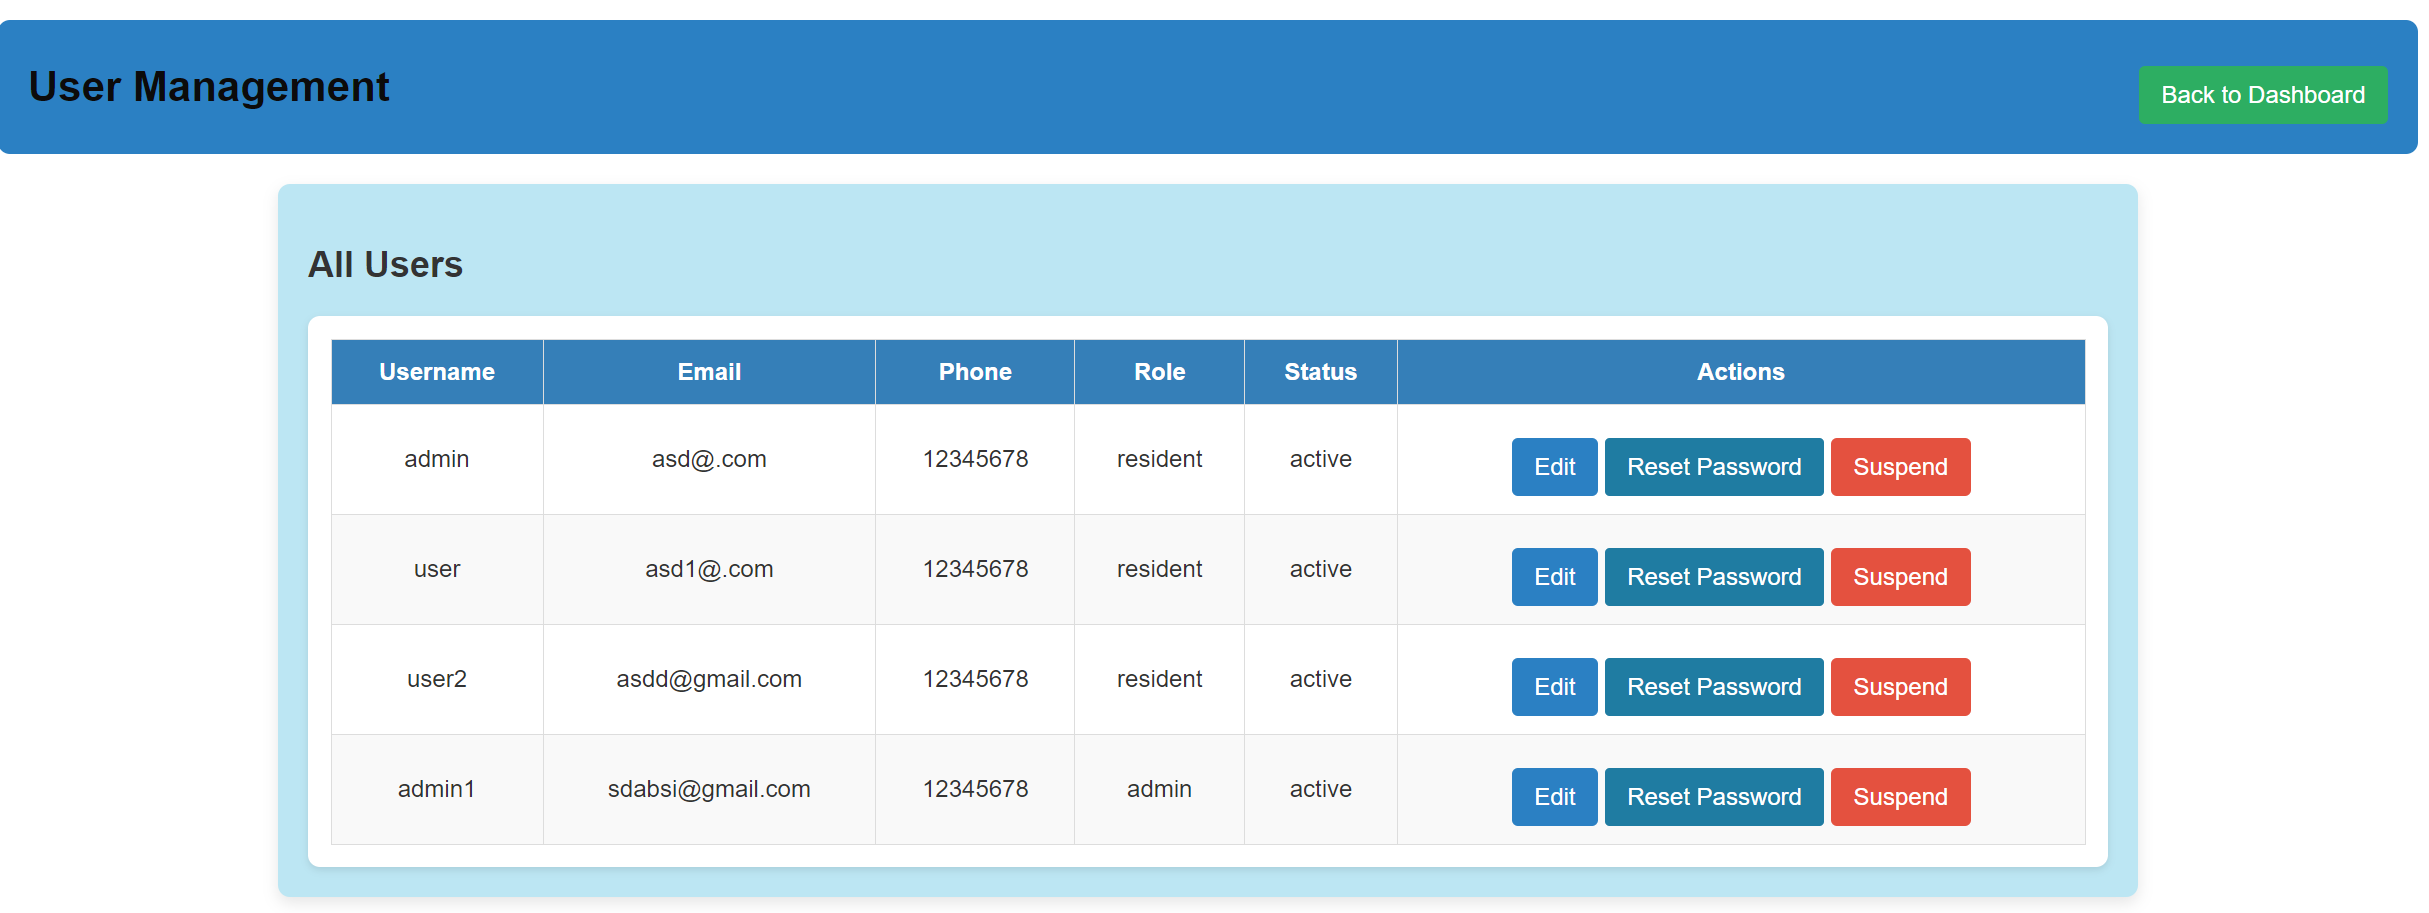 User Management
Back to Dashboard
All Users
Username Email Phone Role Status Actions
admin asd@.com 12345678 resident active Edit Reset Password Suspend
user asd1@.com 12345678 resident active Edit Reset Password Suspend
user2 asdd@gmail.com 12345678 resident active Edit Reset Password Suspend
admin1 sdabsi@gmail.com 12345678 admin active Edit Reset Password Suspend